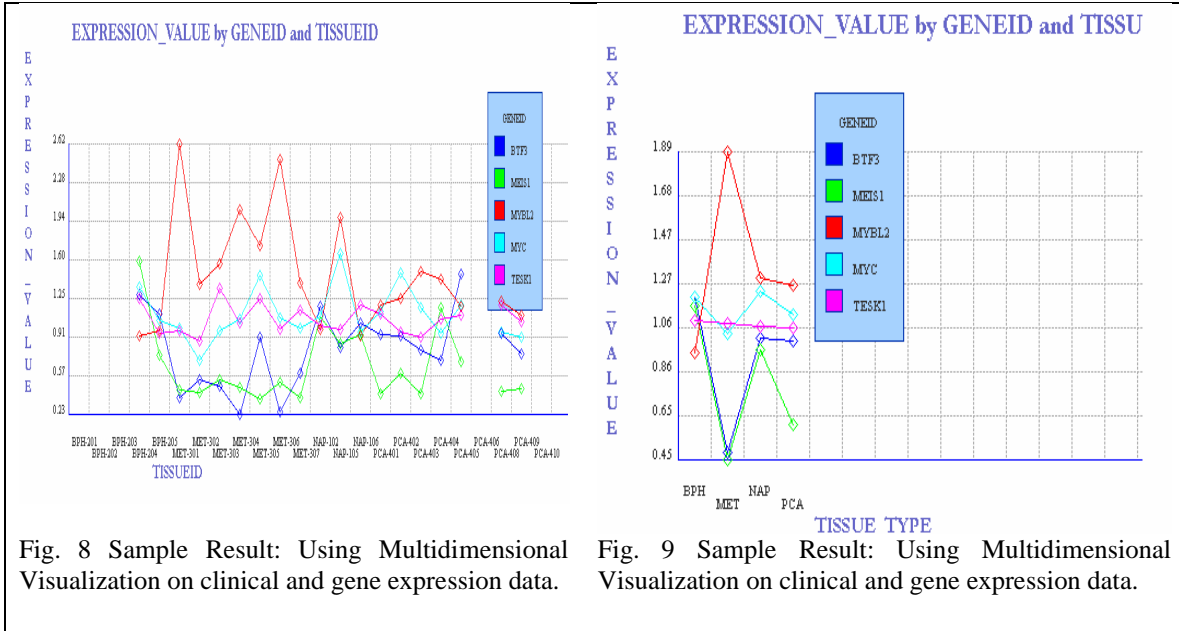 EXPRESSION_VALUE by GENEID and TISSUEID
E
X
P
R
E
S
S
I
O
N
_
V
A
L
U
E
2.62
2.28
1.94
1.60
1.25
0.91
0.57
0.23
GENEID
BTF3
MEIS1
MYBL2
MYC
TESK1
BPH-201 BPH-203 BPH-205 MET-302 MET-304 MET-306 NAP-102 NAP-106 PCA-402 PCA-404 PCA-406 PCA-409
BPH-202 BPH-204 MET-301 MET-303 MET-305 MET-307 NAP-105 PCA-401 PCA-403 PCA-405 PCA-408 PCA-410
TISSUEID
Fig. 8 Sample Result: Using Multidimensional
Visualization on clinical and gene expression data.
EXPRESSION_VALUE by GENEID and TISSU
E
X
P
R
E
S
S
I
O
N
_
V
A
L
U
E
1.89
1.68
1.47
1.27
1.06
0.86
0.65
0.45
GENEID
BTF3
MEIS1
MYBL2
MYC
TESK1
BPH NAP
MET PCA
TISSUE TYPE
Fig. 9 Sample Result: Using Multidimensional
Visualization on clinical and gene expression data.